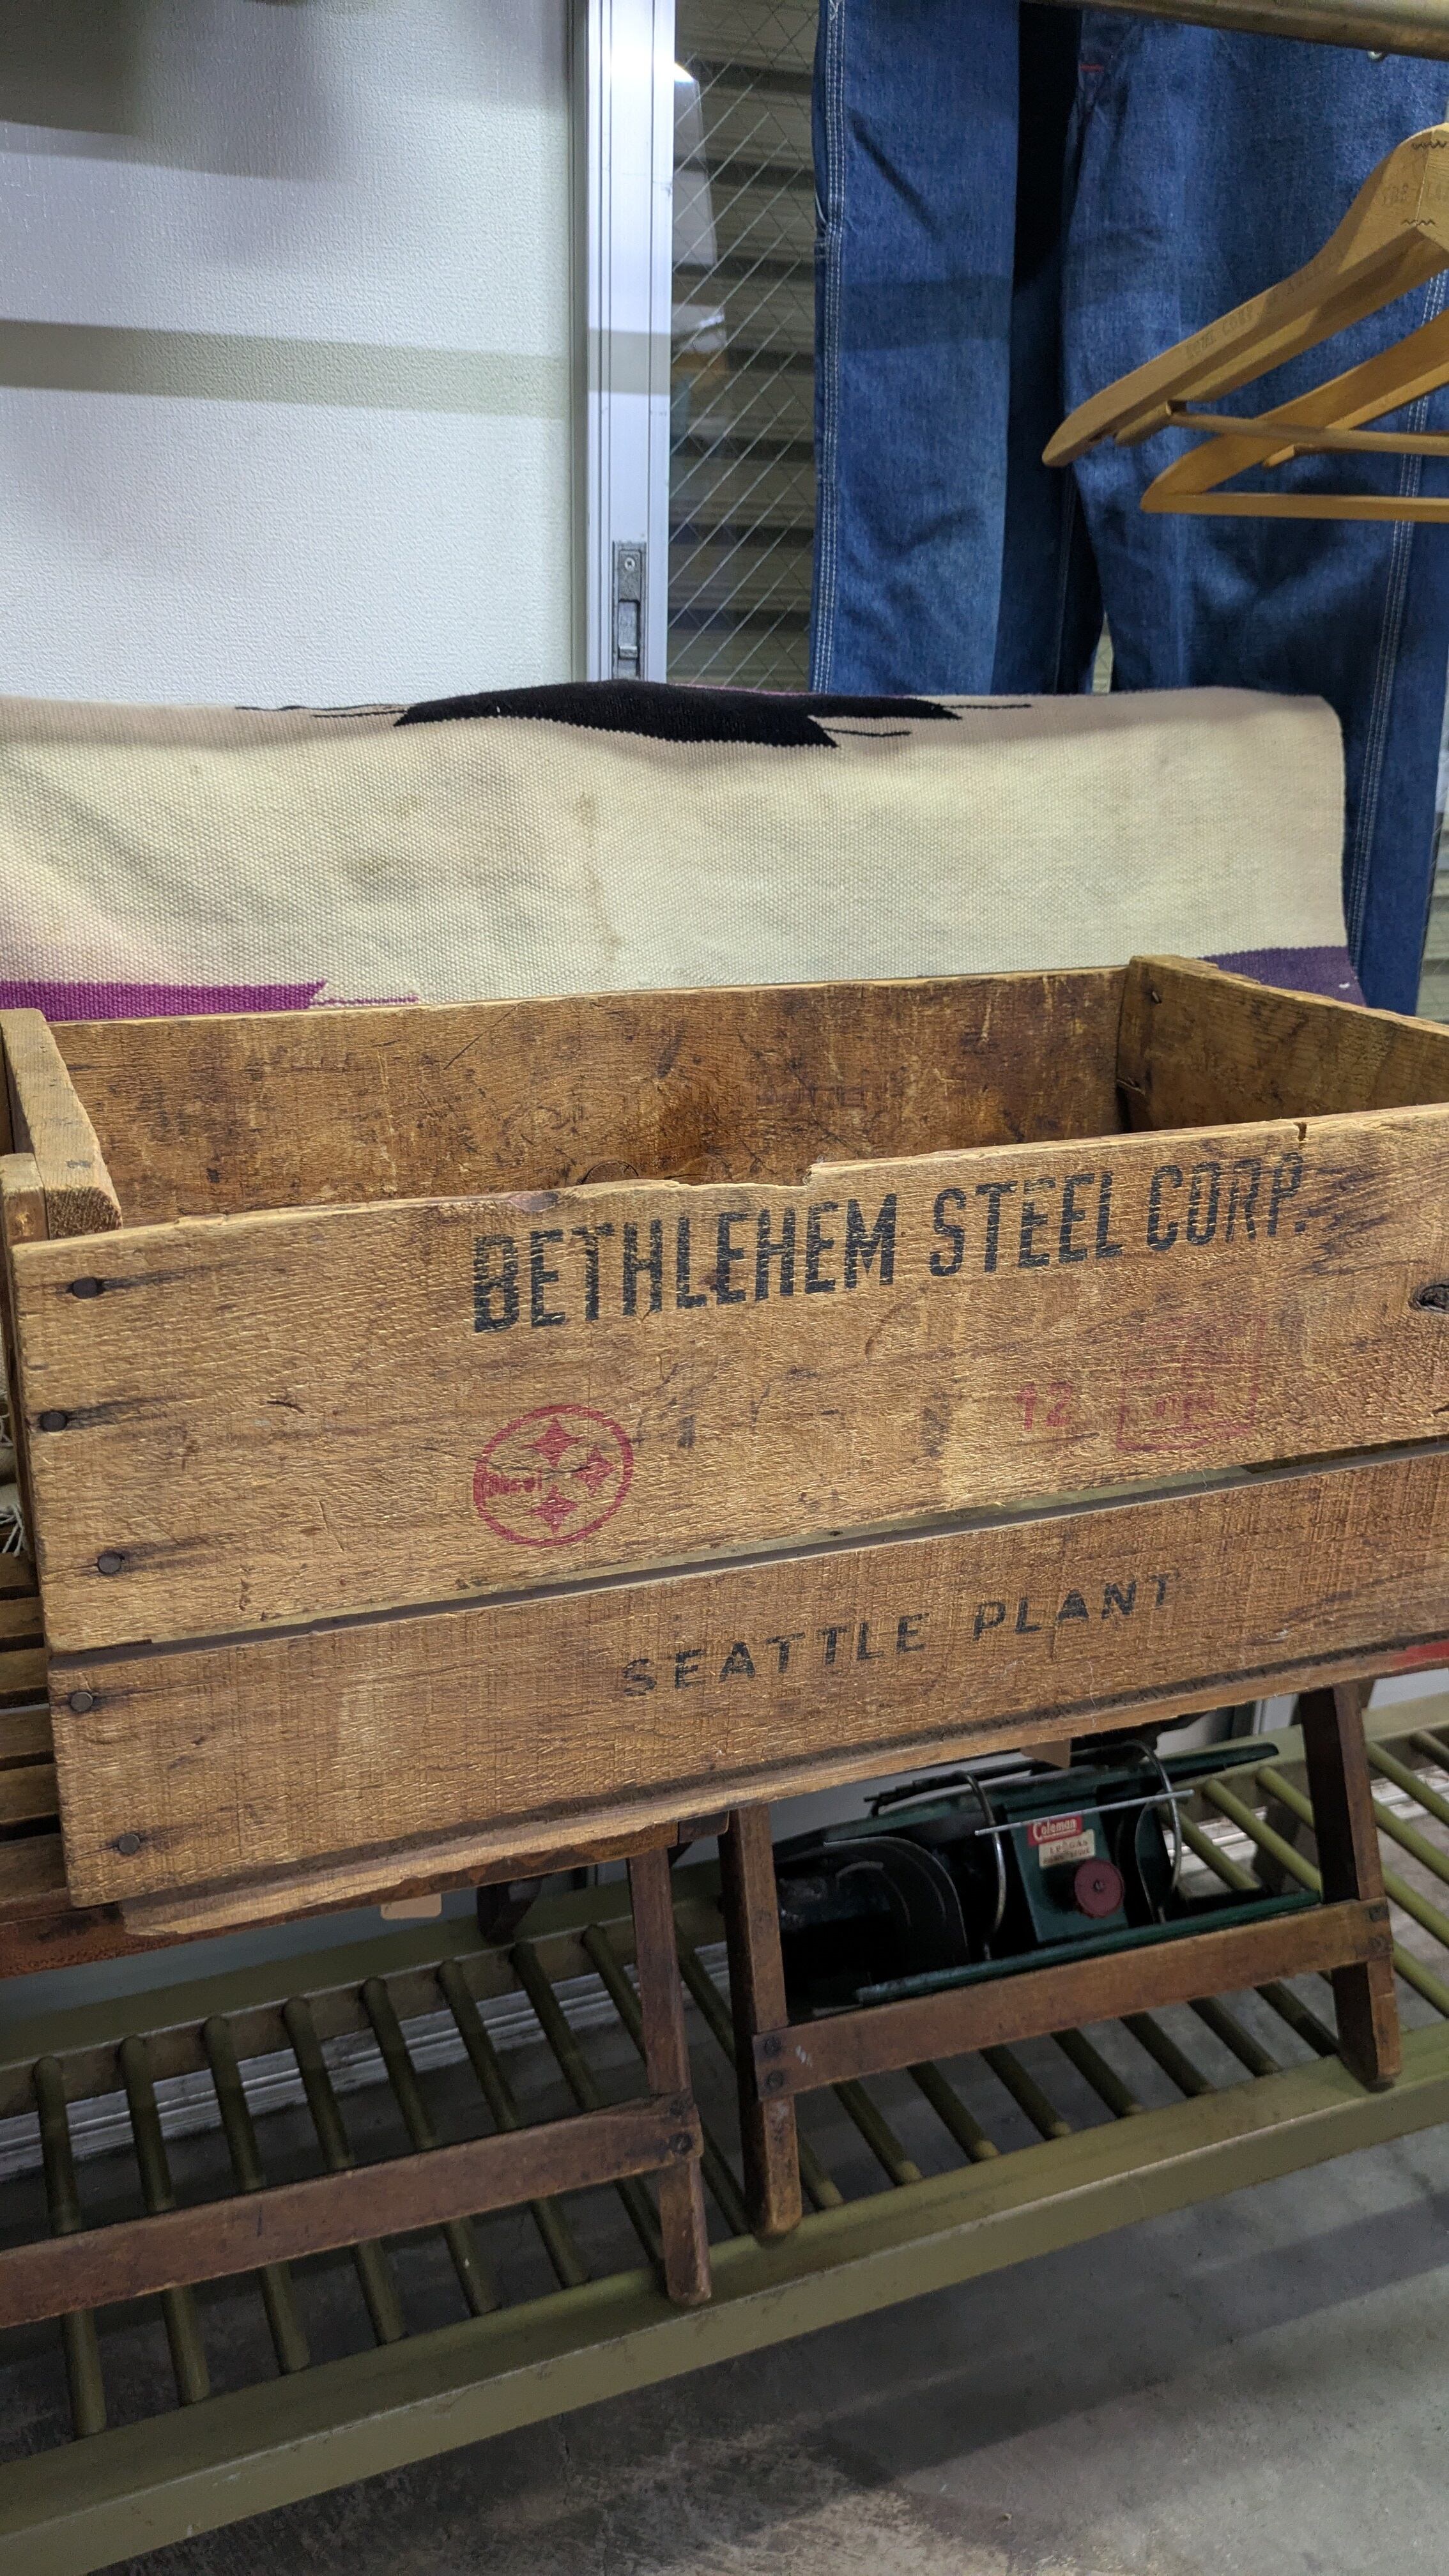 BETHLEHEM STEEL CORP.
12
SEATTLE PLANT
Coleman